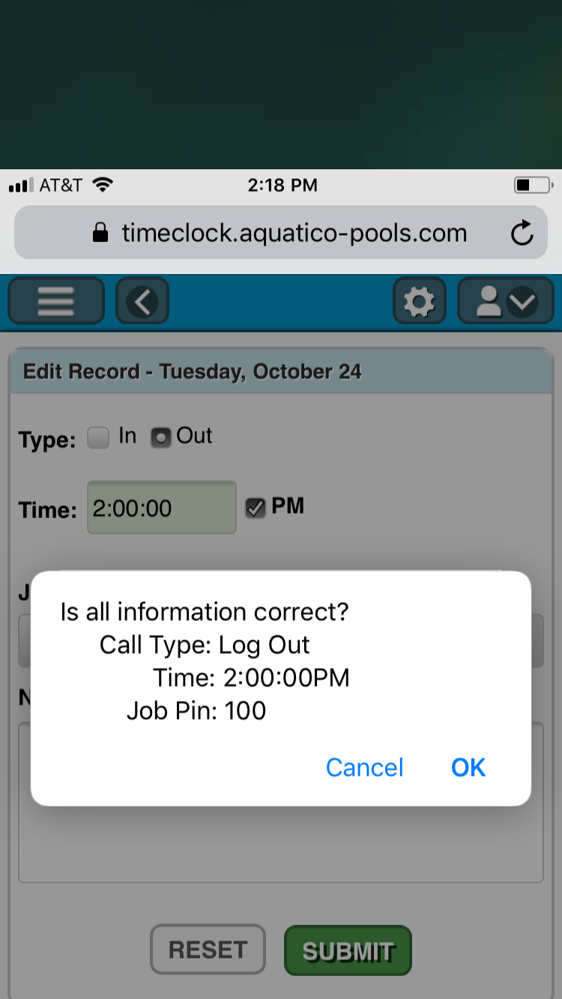 AT&T 2:18 PM
timeclock.aquatico-pools.com
Edit Record - Tuesday, October 24
Type: In Out
Time: 2:00:00 PM
J
Is all information correct?
Call Type: Log Out
Time: 2:00:00PM
Job Pin: 100
N
Cancel OK
RESET SUBMIT